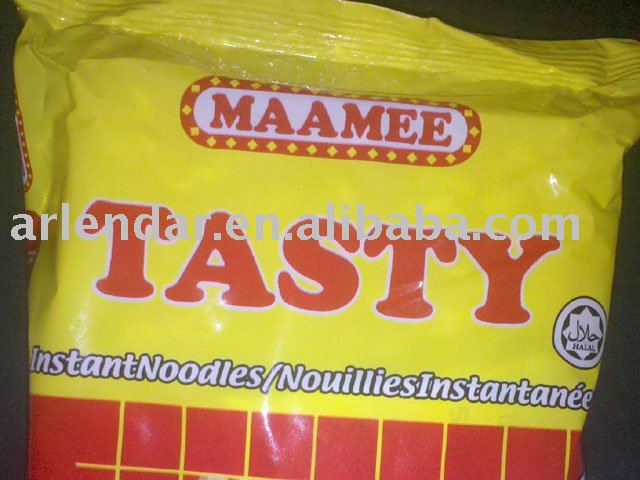 MAAMEE
TASTY
arlendar.en.alibaba.com
حلال
HALAL
InstantNoodles/NouilliesInstantanée